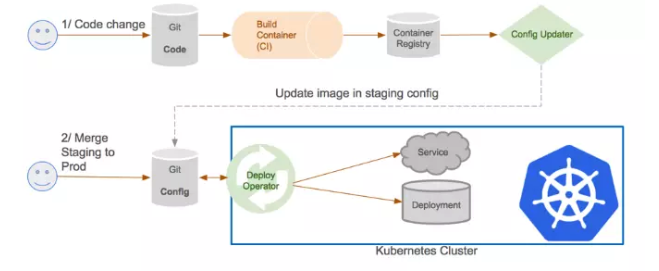 1/ Code change
Git
Code
Build
Container
(CI)
Container
Registry
Config Updater
Update image in staging config
2/ Merge
Staging to
Prod
Git
Config
Deploy
Operator
Service
Deployment
Kubernetes Cluster